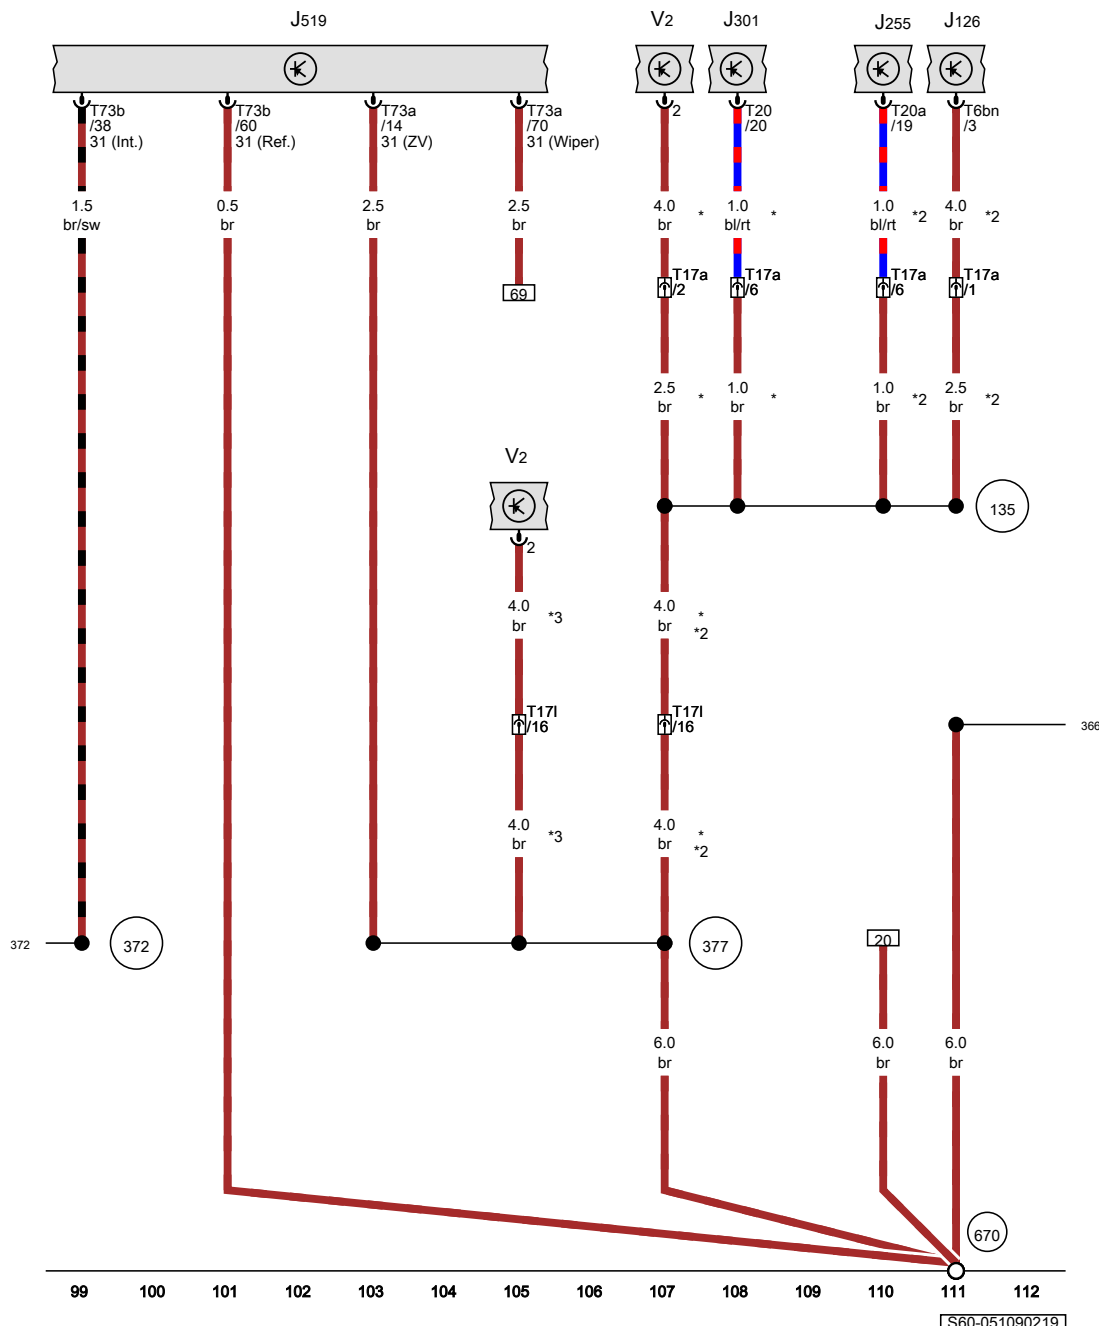 J519
V2
J301
J255
J126
T73b
/38
31 (Int.)
T73b
/60
31 (Ref.)
T73a
/14
31 (ZV)
T73a
/70
31 (Wiper)
2
T20
/20
T20a
/19
T6bn
/3
1.5
br/sw
0.5
br
2.5
br
2.5
br
4.0
br
*
1.0
bl/rt
*
1.0
bl/rt
*2
4.0
br
*2
69
T17a
/2
T17a
/6
T17a
/6
T17a
/1
2.5
br
*
1.0
br
*
1.0
br
*2
2.5
br
*2
V2
2
135
4.0
br
*3
4.0
br
*
*2
T17l
/16
T17l
/16
366
4.0
br
*3
4.0
br
*
*2
372
372
377
20
6.0
br
6.0
br
6.0
br
670
99 100 101 102 103 104 105 106 107 108 109 110 111 112
S60-051090219